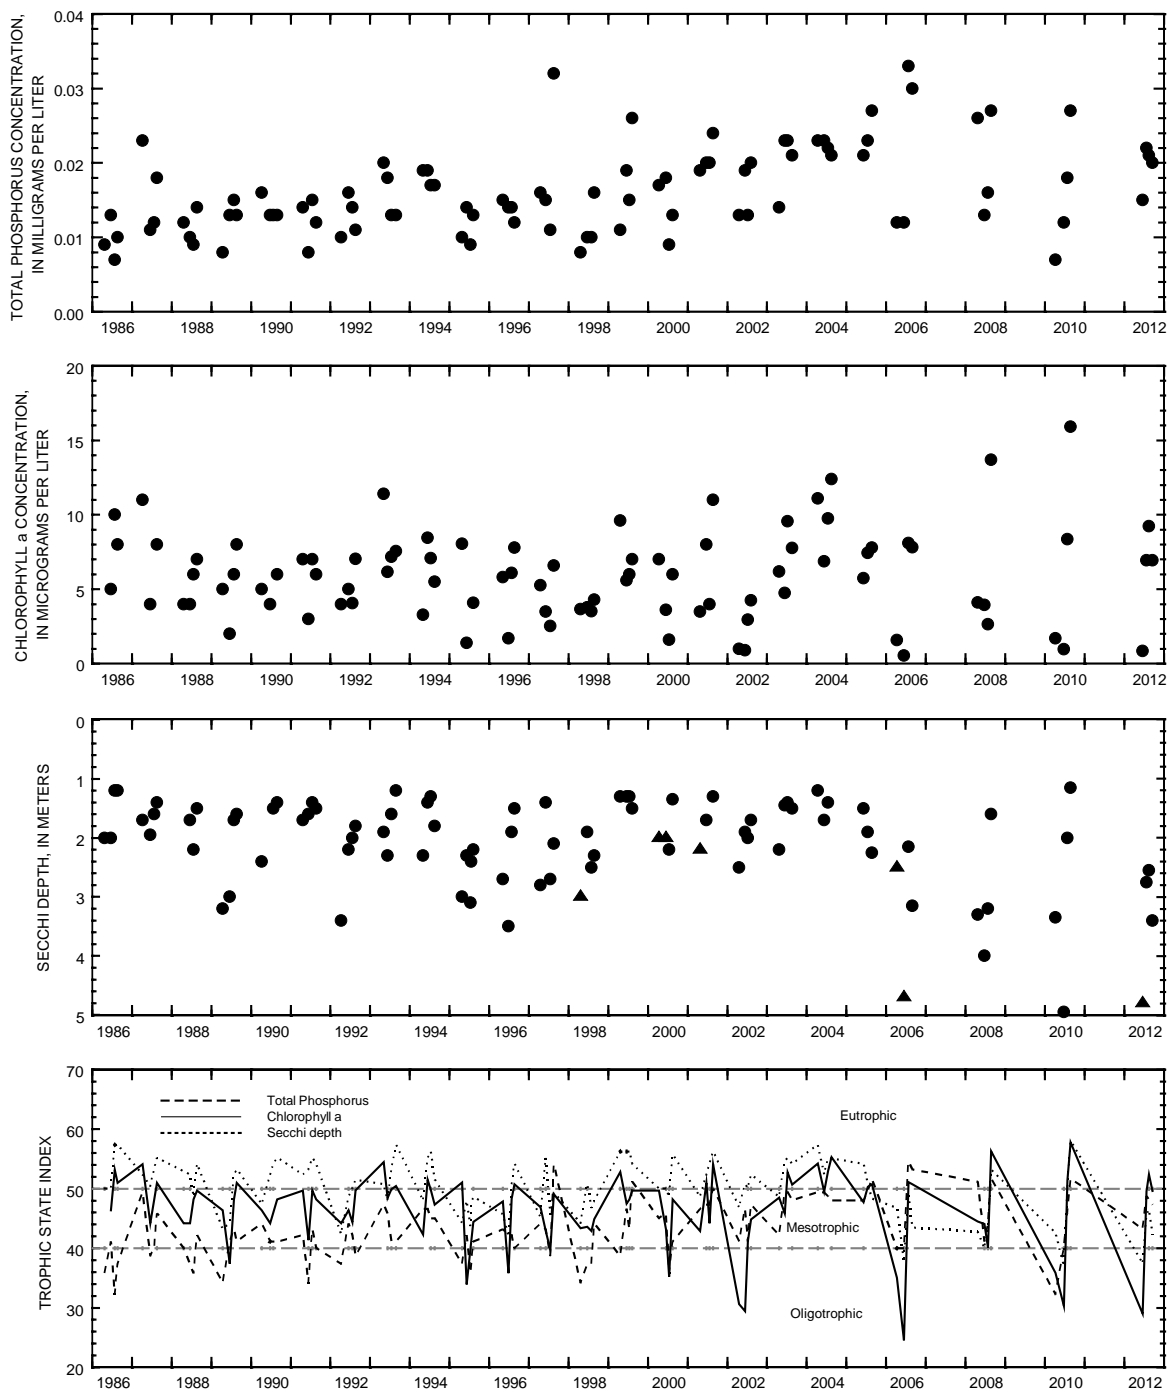 TOTAL PHOSPHORUS CONCENTRATION,
IN MILLIGRAMS PER LITER
0.04
0.03
0.02
0.01
0.00
1986 1988 1990 1992 1994 1996 1998 2000 2002 2004 2006 2008 2010 2012
CHLOROPHYLL a CONCENTRATION,
IN MICROGRAMS PER LITER
20
15
10
5
0
1986 1988 1990 1992 1994 1996 1998 2000 2002 2004 2006 2008 2010 2012
SECCHI DEPTH, IN METERS
0
1
2
3
4
5
1986 1988 1990 1992 1994 1996 1998 2000 2002 2004 2006 2008 2010 2012
TROPHIC STATE INDEX
70
60
50
40
30
20
Total Phosphorus
Chlorophyll a
Secchi depth
Eutrophic
Mesotrophic
Oligotrophic
1986 1988 1990 1992 1994 1996 1998 2000 2002 2004 2006 2008 2010 2012